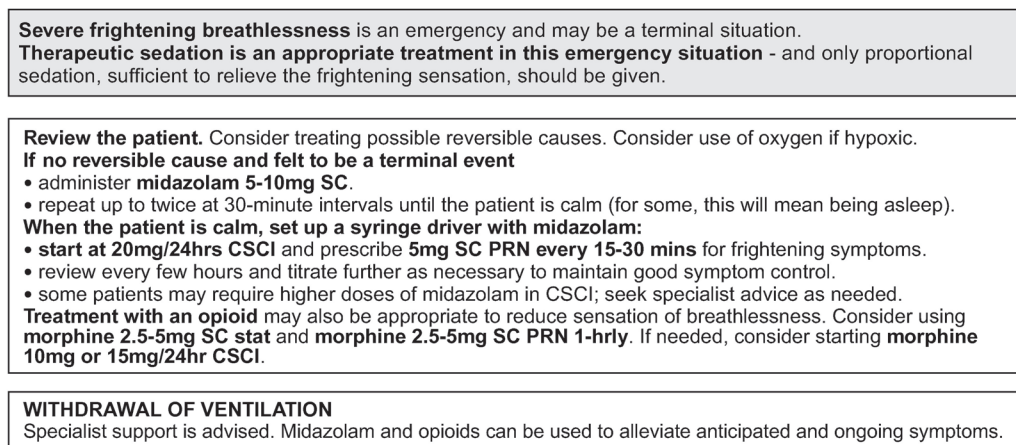 Severe frightening breathlessness is an emergency and may be a terminal situation.
Therapeutic sedation is an appropriate treatment in this emergency situation - and only proportional
sedation, sufficient to relieve the frightening sensation, should be given.
Review the patient. Consider treating possible reversible causes. Consider use of oxygen if hypoxic.
If no reversible cause and felt to be a terminal event
• administer midazolam 5-10mg SC.
• repeat up to twice at 30-minute intervals until the patient is calm (for some, this will mean being asleep).
When the patient is calm, set up a syringe driver with midazolam:
• start at 20mg/24hrs CSCI and prescribe 5mg SC PRN every 15-30 mins for frightening symptoms.
• review every few hours and titrate further as necessary to maintain good symptom control.
• some patients may require higher doses of midazolam in CSCI; seek specialist advice as needed.
Treatment with an opioid may also be appropriate to reduce sensation of breathlessness. Consider using
morphine 2.5-5mg SC stat and morphine 2.5-5mg SC PRN 1-hrly. If needed, consider starting morphine
10mg or 15mg/24hr CSCI.
WITHDRAWAL OF VENTILATION
Specialist support is advised. Midazolam and opioids can be used to alleviate anticipated and ongoing symptoms.